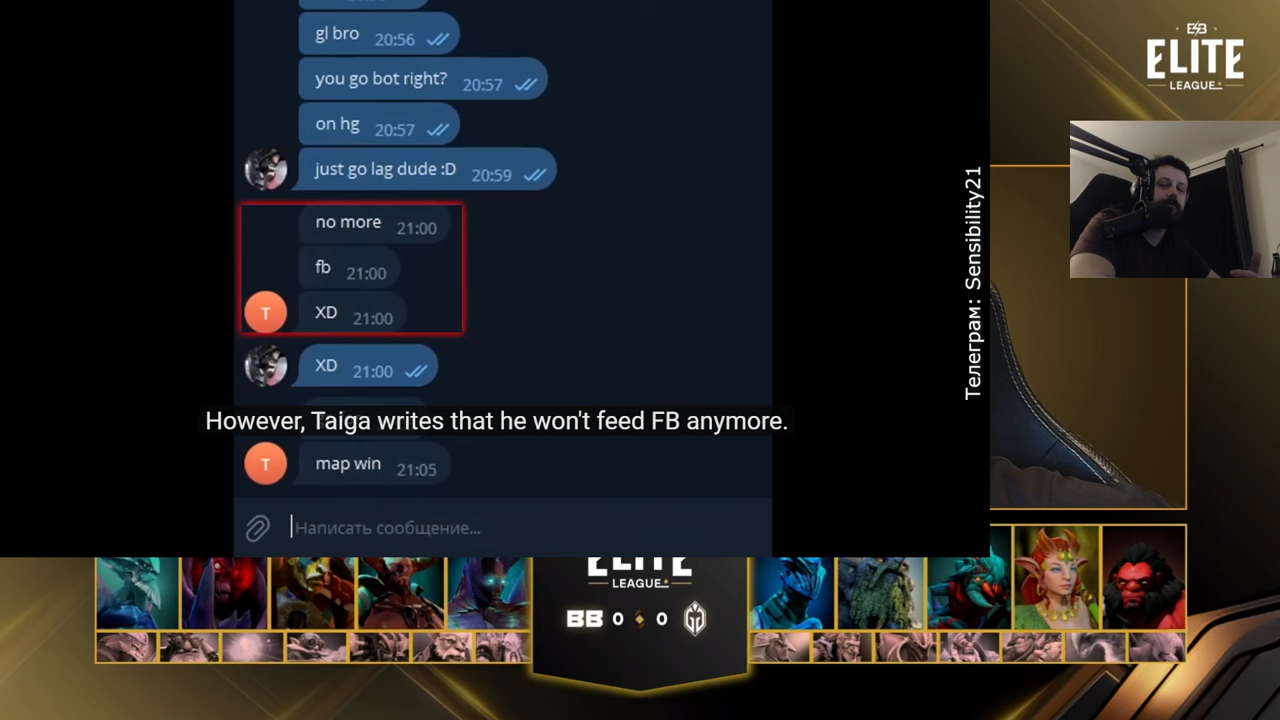 gl bro 20:56
you go bot right? 20:57
on hg 20:57
just go lag dude :D 20:59
no more 21:00
fb 21:00
T
XD 21:00
XD 21:00
However, Taiga writes that he won't feed FB anymore.
T
map win 21:05
Написать сообщение...
Телеграм: Sensibility21
ESB
ELITE
LEAGUE
ELITE
LEAGUE
BB 0 0